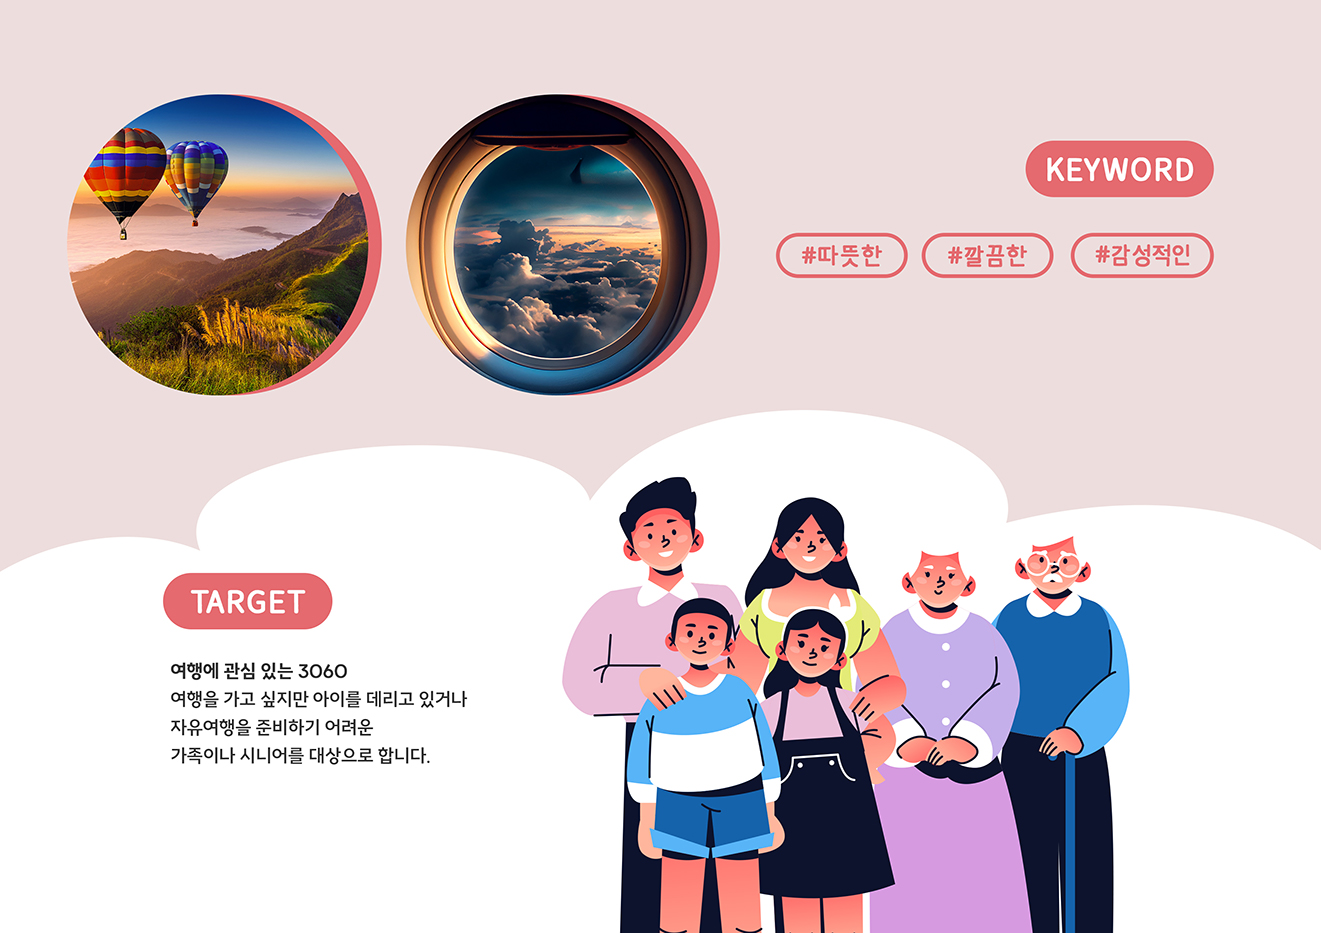 KEYWORD
#따뜻한 #깔끔한 #감성적인
TARGET
여행에 관심 있는 3060
여행을 가고 싶지만 아이를 데리고 있거나
자유여행을 준비하기 어려운
가족이나 시니어를 대상으로 합니다.